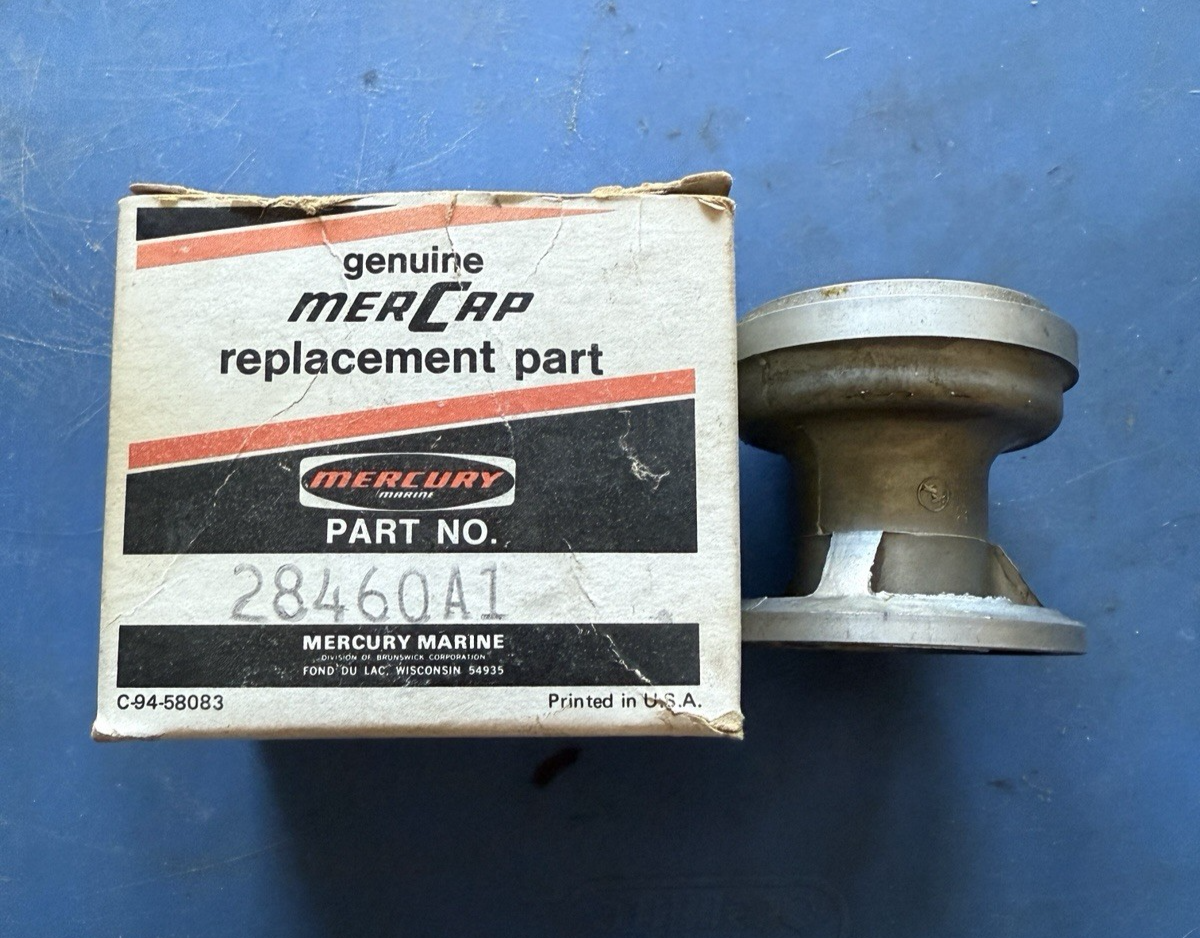 genuine
MERCAP
replacement part
MERCURY
MARINE
PART NO.
28460A1
MERCURY MARINE
DIVISION OF BRUNSWICK CORPORATION
FOND DU LAC, WISCONSIN 54935
C-94-58083
Printed in U.S.A.